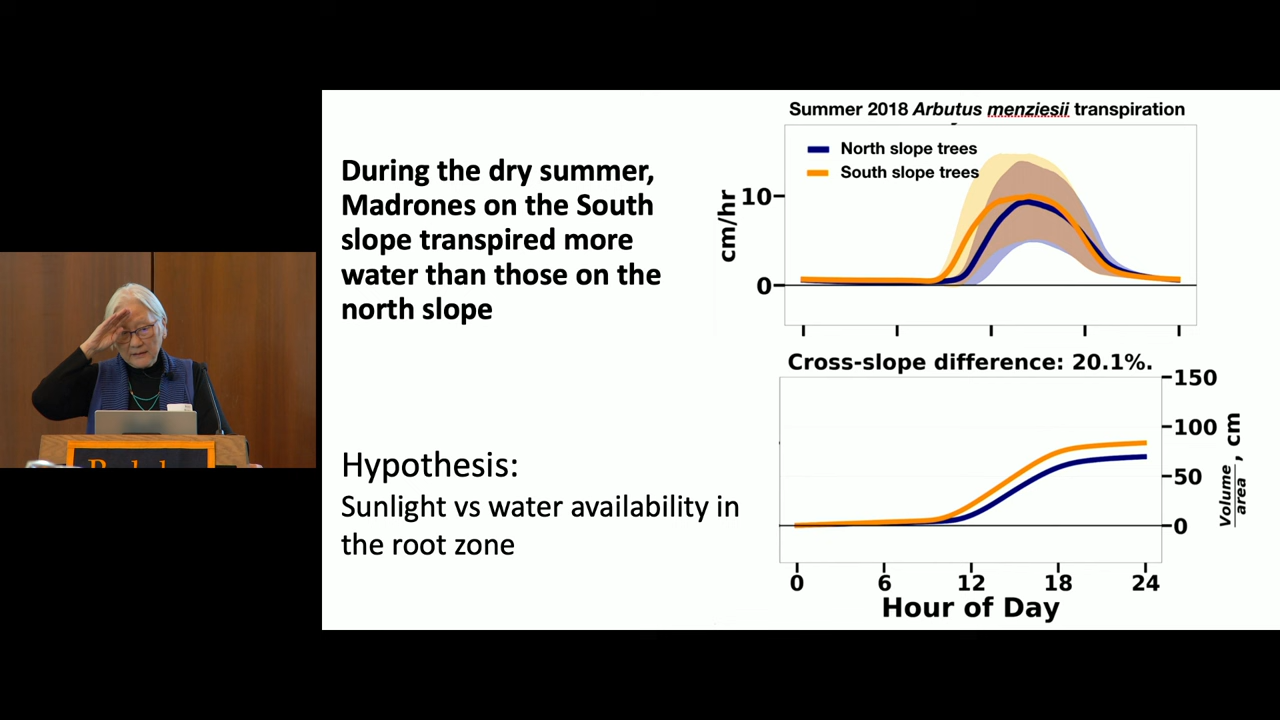 During the dry summer,
Madrones on the South
slope transpired more
water than those on the
north slope
Hypothesis:
Sunlight vs water availability in
the root zone
Summer 2018 Arbutus menziesii transpiration
North slope trees
South slope trees
cm/hr
10
0
Cross-slope difference: 20.1%.
150
100
50
0
Volume
area , cm
0 6 12 18 24
Hour of Day